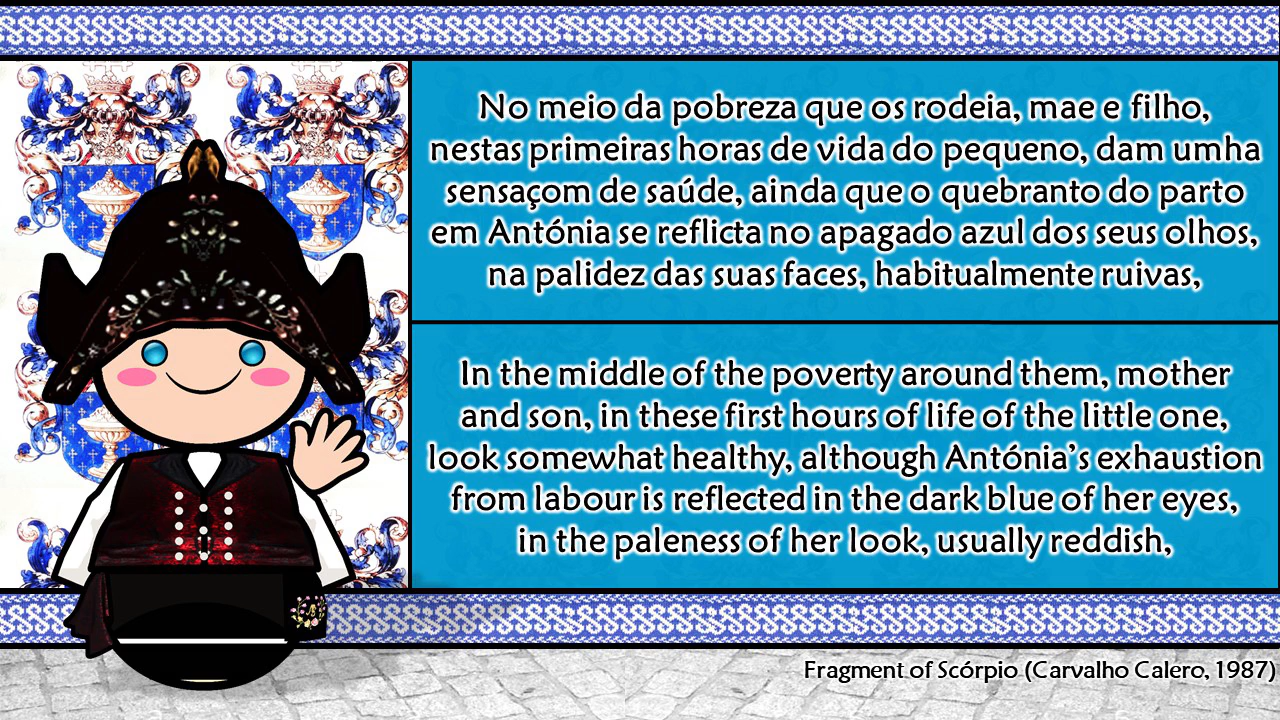 No meio da pobreza que os rodeia, mae e filho,
nestas primeiras horas de vida do pequeno, dam umha
sensaçom de saúde, ainda que o quebranto do parto
em Antónia se reflicta no apagado azul dos seus olhos,
na palidez das suas faces, habitualmente ruivas,
In the middle of the poverty around them, mother
and son, in these first hours of life of the little one,
look somewhat healthy, although Antónia's exhaustion
from labour is reflected in the dark blue of her eyes,
in the paleness of her look, usually reddish,
Fragment of Scórpio (Carvalho Calero, 1987)